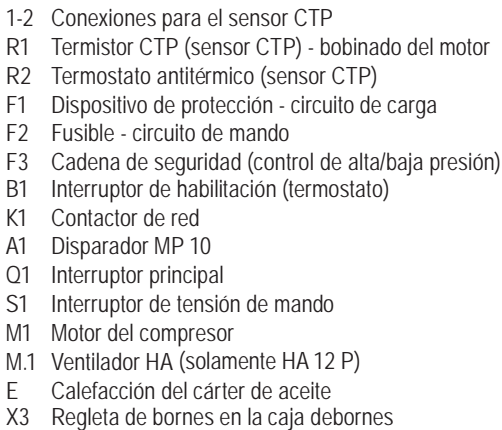 1-2 Conexiones para el sensor CTP
R1 Termistor CTP (sensor CTP) - bobinado del motor
R2 Termostato antitérmico (sensor CTP)
F1 Dispositivo de protección - circuito de carga
F2 Fusible - circuito de mando
F3 Cadena de seguridad (control de alta/baja presión)
B1 Interruptor de habilitación (termostato)
K1 Contactor de red
A1 Disparador MP 10
Q1 Interruptor principal
S1 Interruptor de tensión de mando
M1 Motor del compresor
M.1 Ventilador HA (solamente HA 12 P)
E Calefacción del cárter de aceite
X3 Regleta de bornes en la caja debornes